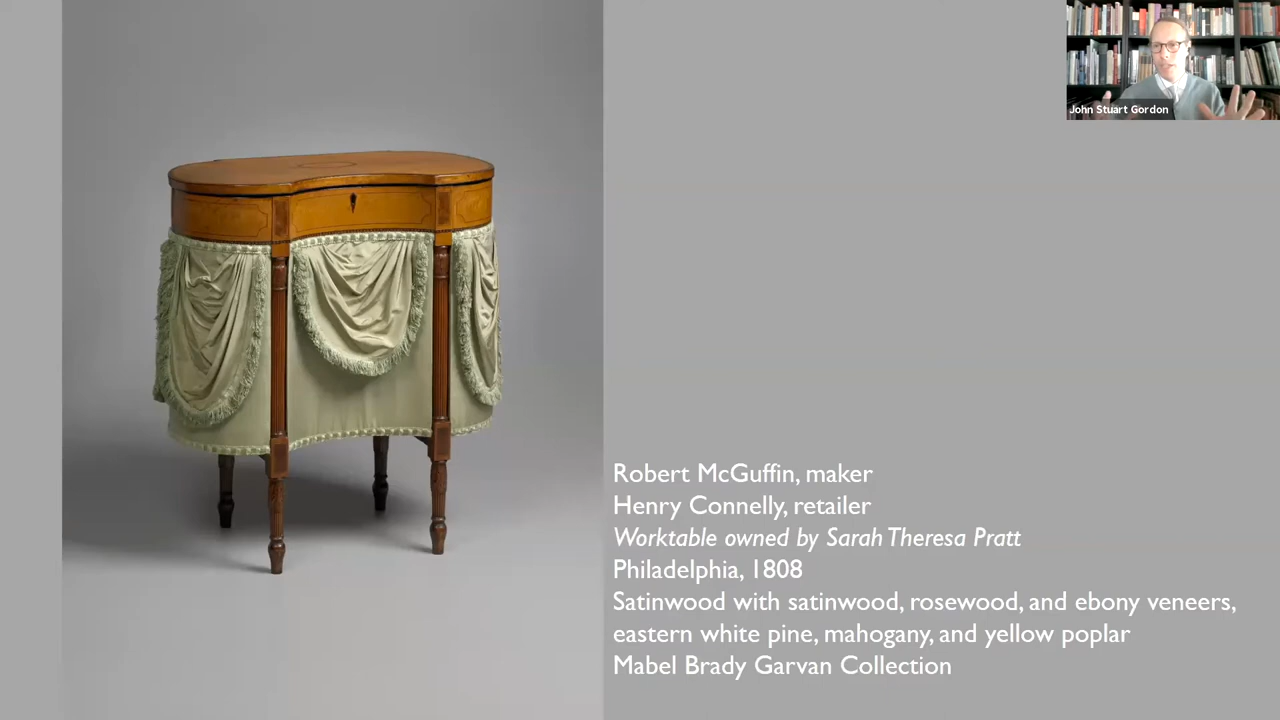 John Stuart Gordon
Robert McGuffin, maker
Henry Connelly, retailer
Worktable owned by Sarah Theresa Pratt
Philadelphia, 1808
Satinwood with satinwood, rosewood, and ebony veneers,
eastern white pine, mahogany, and yellow poplar
Mabel Brady Garvan Collection